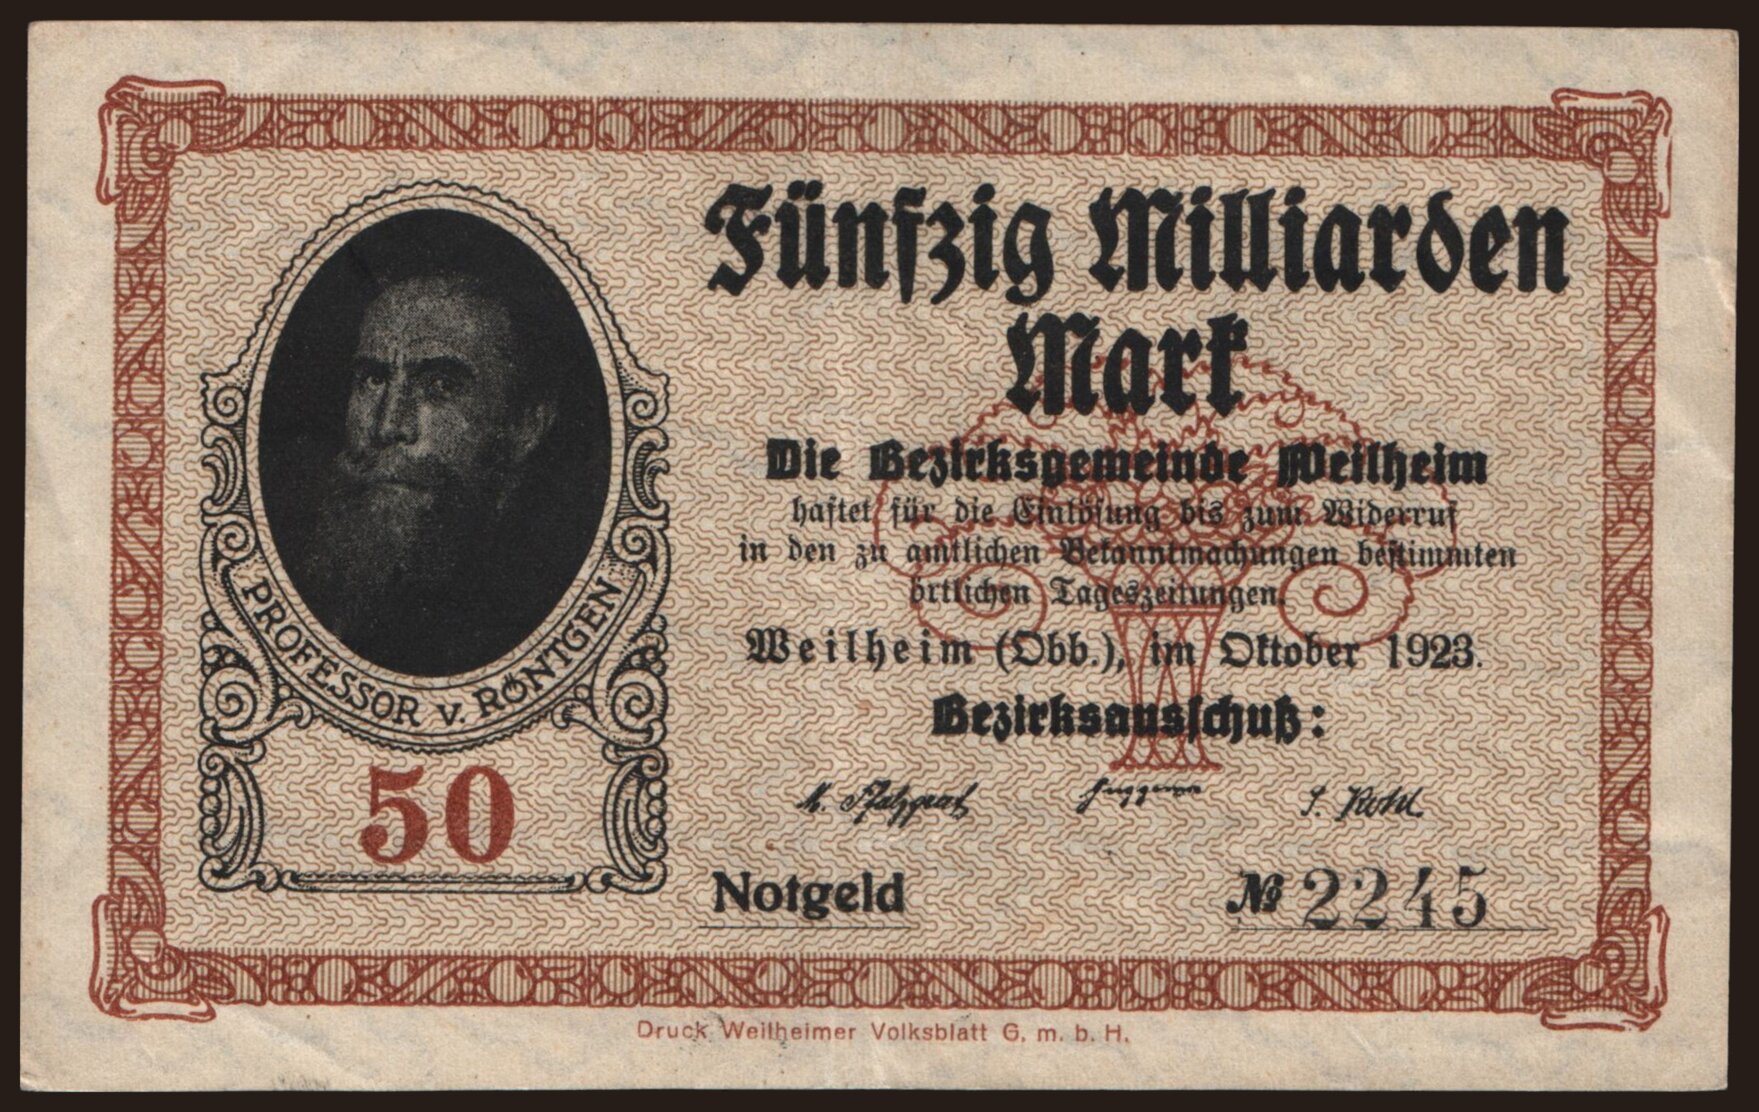 Fünfzig Milliarden
Mark
Die Bezirksgemeinde Weilheim
haftet für die Einlösung bis zum Widerruf
in den zu amtlichen Bekanntmachungen bestimmten
örtlichen Tageszeitungen.
Weilheim (Obb.), im Oktober 1923.
Bezirksausschuß:
PROFESSOR v. RÖNTGEN
50
Notgeld
№ 2245
Druck Weilheimer Volksblatt G. m. b. H.